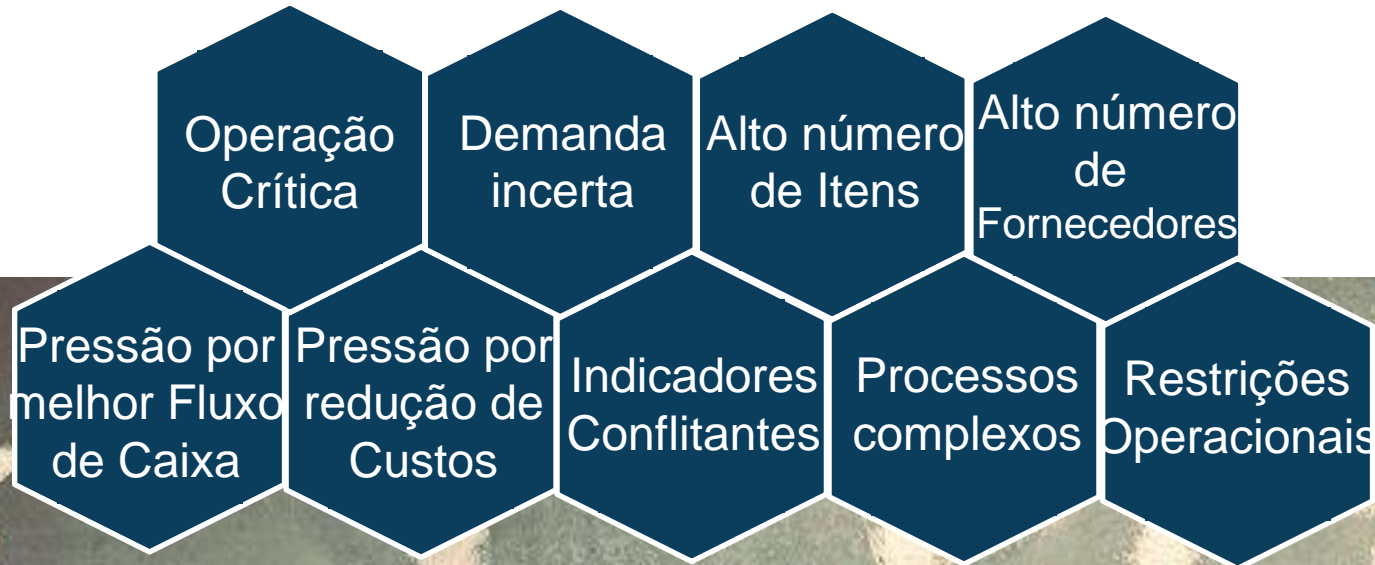 Operação
Crítica
Demanda
incerta
Alto número
de Itens
Alto número
de
Fornecedores
Pressão por
melhor Fluxo
de Caixa
Pressão por
redução de
Custos
Indicadores
Conflitantes
Processos
complexos
Restrições
Operacionais